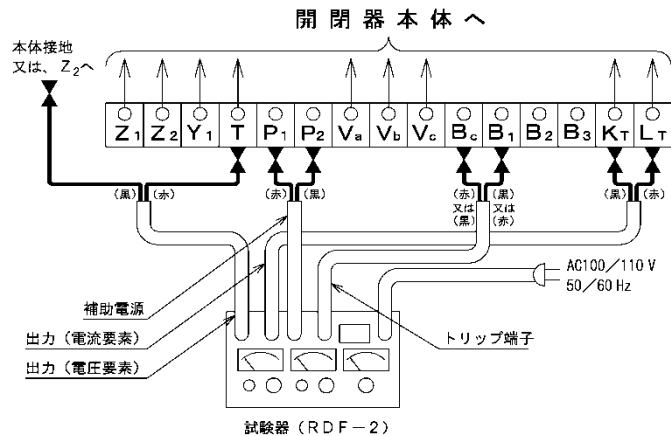 開閉器本体へ
本体接地
又は、Z₂へ
Z₁ Z₂ Y₁ T P₁ P₂ Va Vb Vc Bc B₁ B₂ B₃ KT LT
(黒) (赤) (赤) (黒) (赤) 又は (黒) (黒) 又は (赤) (黒) (赤)
AC100/110V
50/60Hz
補助電源
出力(電流要素)
トリップ端子
出力(電圧要素)
試験器(RDF-2)